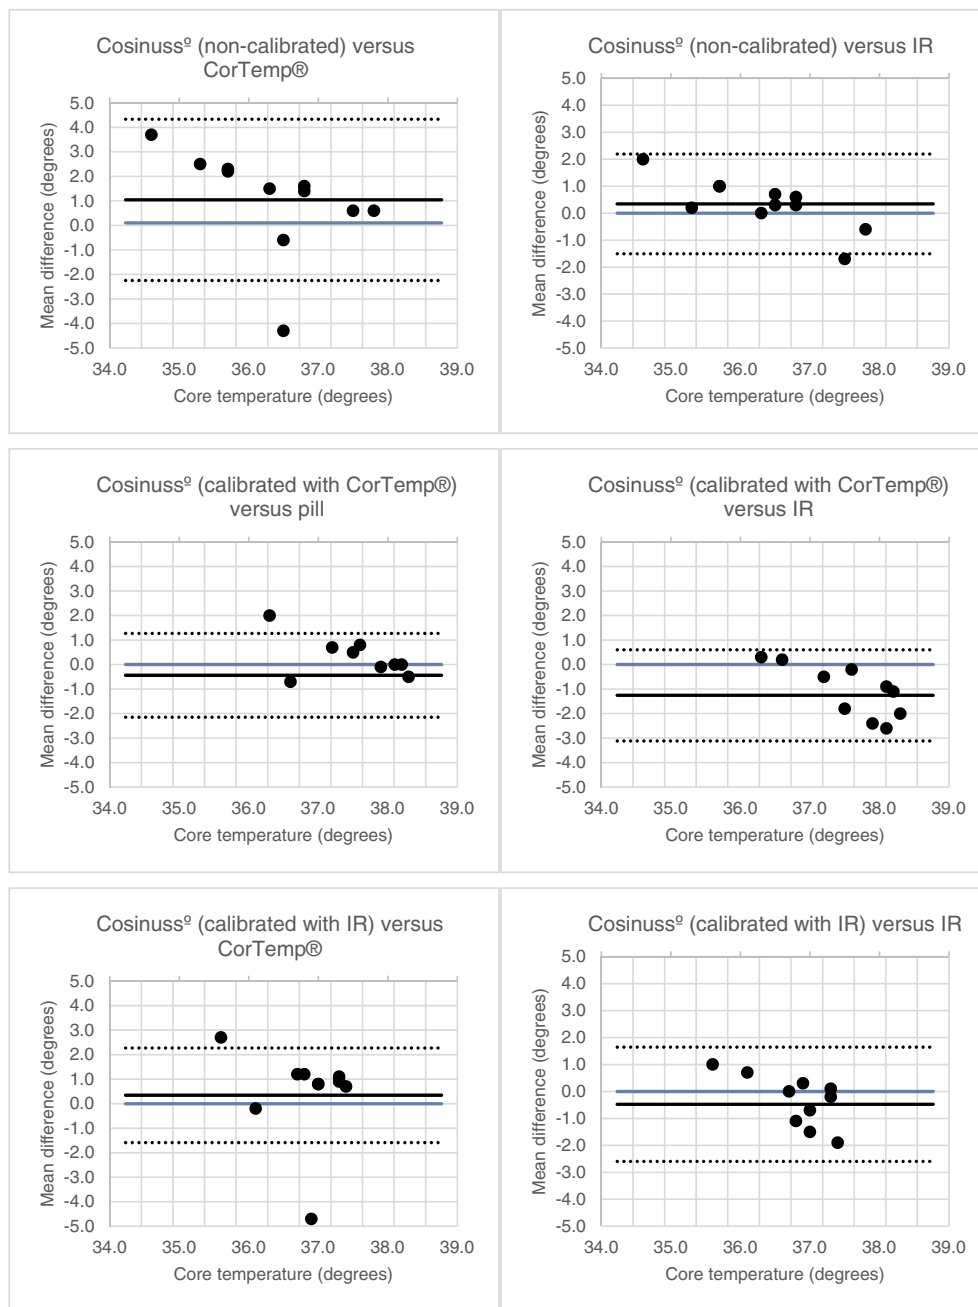 Cosinussº (non-calibrated) versus
CorTemp®
Mean difference (degrees)
5.0
4.0
3.0
2.0
1.0
0.0
-1.0
-2.0
-3.0
-4.0
-5.0
34.0 35.0 36.0 37.0 38.0 39.0
Core temperature (degrees)
Cosinussº (non-calibrated) versus IR
Mean difference (degrees)
5.0
4.0
3.0
2.0
1.0
0.0
-1.0
-2.0
-3.0
-4.0
-5.0
34.0 35.0 36.0 37.0 38.0 39.0
Core temperature (degrees)
Cosinussº (calibrated with CorTemp®)
versus pill
Mean difference (degrees)
5.0
4.0
3.0
2.0
1.0
0.0
-1.0
-2.0
-3.0
-4.0
-5.0
34.0 35.0 36.0 37.0 38.0 39.0
Core temperature (degrees)
Cosinussº (calibrated with CorTemp®)
versus IR
Mean difference (degrees)
5.0
4.0
3.0
2.0
1.0
0.0
-1.0
-2.0
-3.0
-4.0
-5.0
34.0 35.0 36.0 37.0 38.0 39.0
Core temperature (degrees)
Cosinussº (calibrated with IR) versus
CorTemp®
Mean difference (degrees)
5.0
4.0
3.0
2.0
1.0
0.0
-1.0
-2.0
-3.0
-4.0
-5.0
34.0 35.0 36.0 37.0 38.0 39.0
Core temperature (degrees)
Cosinussº (calibrated with IR) versus IR
Mean difference (degrees)
5.0
4.0
3.0
2.0
1.0
0.0
-1.0
-2.0
-3.0
-4.0
-5.0
34.0 35.0 36.0 37.0 38.0 39.0
Core temperature (degrees)